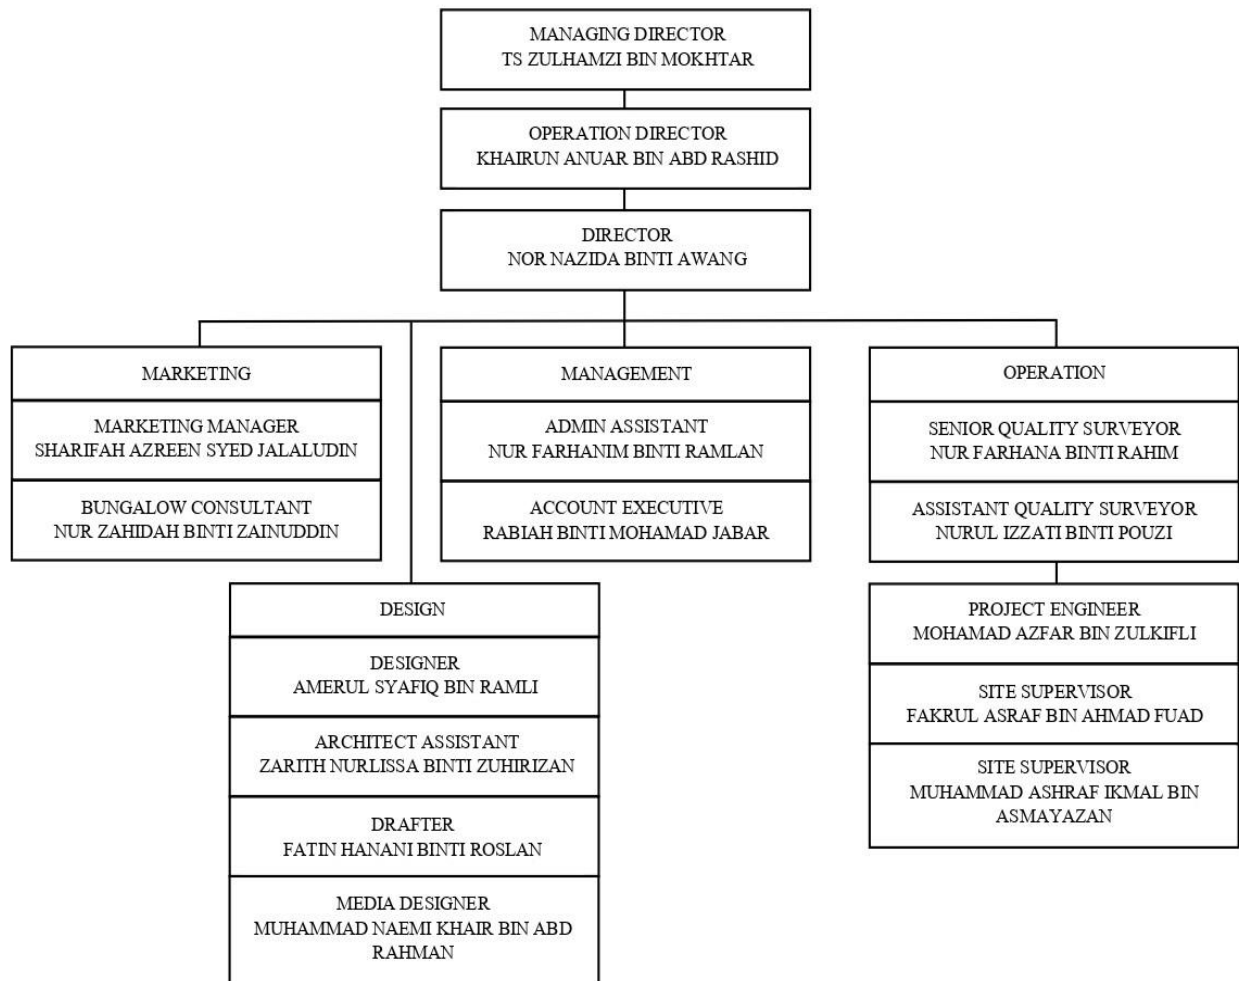 MANAGING DIRECTOR
TS ZULHAMZI BIN MOKHTAR
OPERATION DIRECTOR
KHAIRUN ANUAR BIN ABD RASHID
DIRECTOR
NOR NAZIDA BINTI AWANG
MARKETING
MARKETING MANAGER
SHARIFAH AZREEN SYED JALALUDIN
BUNGALOW CONSULTANT
NUR ZAHIDAH BINTI ZAINUDDIN
MANAGEMENT
ADMIN ASSISTANT
NUR FARHANIM BINTI RAMLAN
ACCOUNT EXECUTIVE
RABIAH BINTI MOHAMAD JABAR
OPERATION
SENIOR QUALITY SURVEYOR
NUR FARHANA BINTI RAHIM
ASSISTANT QUALITY SURVEYOR
NURUL IZZATI BINTI POUZI
DESIGN
DESIGNER
AMERUL SYAFIQ BIN RAMLI
ARCHITECT ASSISTANT
ZARITH NURLISSA BINTI ZUHIRIZAN
DRAFTER
FATIN HANANI BINTI ROSLAN
MEDIA DESIGNER
MUHAMMAD NAEMI KHAIR BIN ABD
RAHMAN
PROJECT ENGINEER
MOHAMAD AZFAR BIN ZULKIFLI
SITE SUPERVISOR
FAKRUL ASRAF BIN AHMAD FUAD
SITE SUPERVISOR
MUHAMMAD ASHRAF IKMAL BIN
ASMAYAZAN